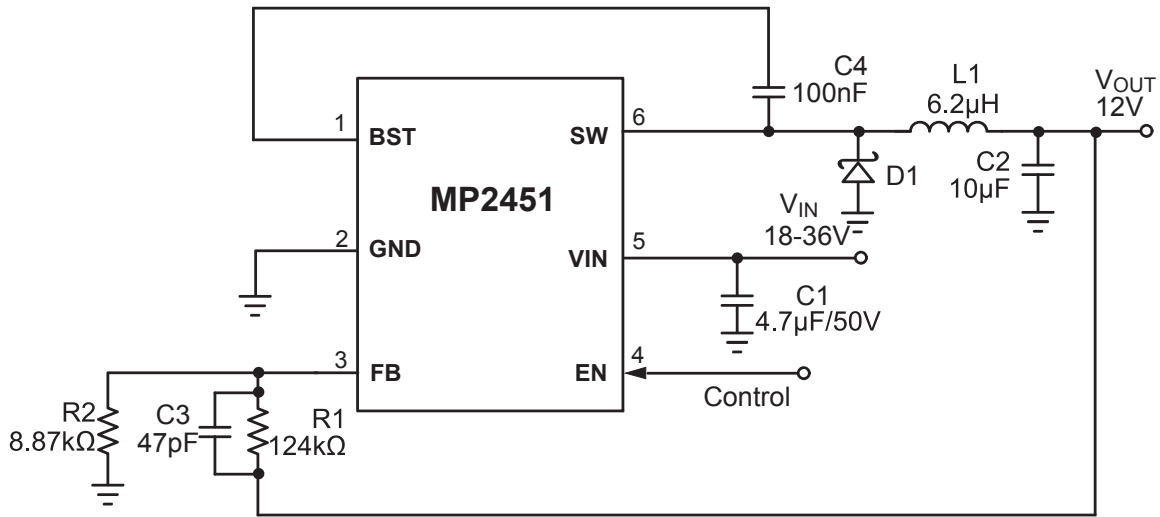 C4
100nF
L1
6.2µH
VOUT
12V
1
BST
SW
6
MP2451
D1
C2
10µF
VIN
18-36V
2
GND
VIN
5
C1
4.7µF/50V
3
FB
EN
4
Control
R2
8.87kΩ
C3
47pF
R1
124kΩ